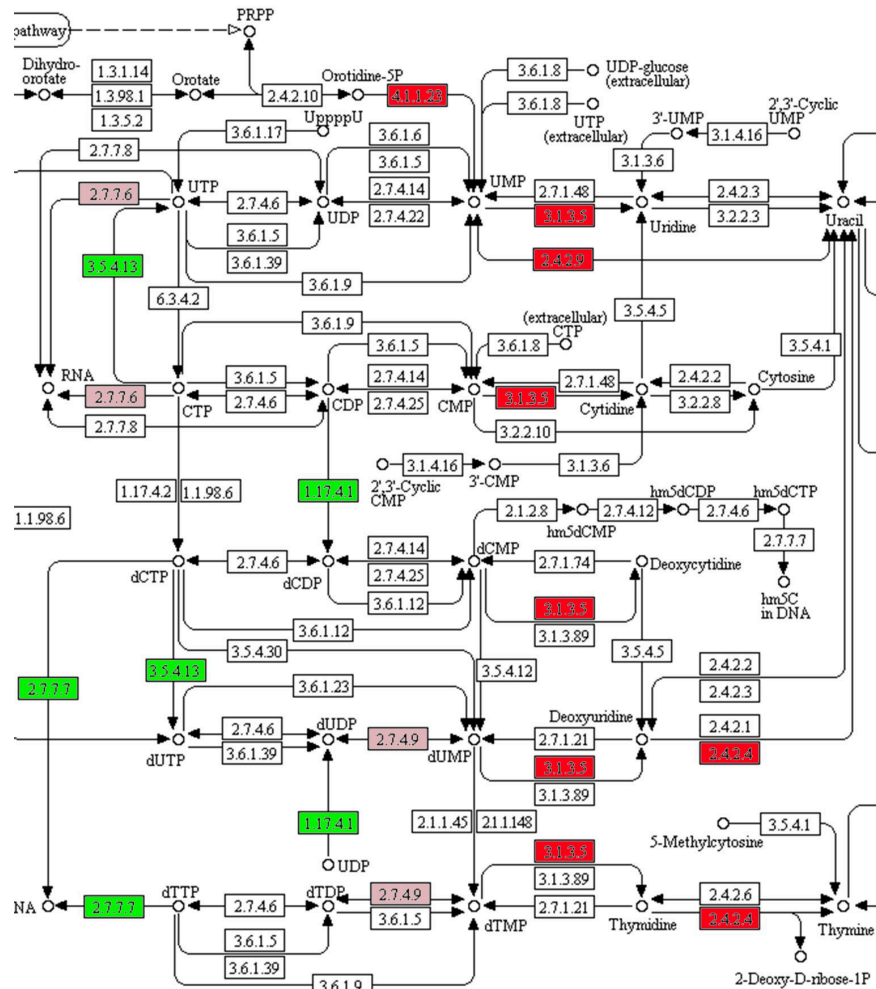 PRPP
pathway
Dihydro-
orotate
1.3.1.14
1.3.98.1
1.3.5.2
Orotate
2.4.2.10
Orotidine-5P
4.1.1.23
3.6.1.8
UDP-glucose
(extracellular)
3.6.1.8
UTP
(extracellular)
3'-UMP
3.1.4.16
2',3'-Cyclic
UMP
3.6.1.17
UppppU
2.7.7.8
3.6.1.6
3.6.1.5
3.1.3.6
2.7.7.6
UTP
2.7.4.6
UDP
2.7.4.14
2.7.4.22
UMP
2.7.1.48
3.1.3.5
Uridine
2.4.2.3
3.2.2.3
Uracil
3.6.1.5
3.6.1.39
2.4.2.9
3.5.4.13
3.6.1.9
6.3.4.2
3.6.1.9
(extracellular)
CTP
3.6.1.8
3.5.4.5
3.5.4.1
3.6.1.5
RNA
2.7.7.6
CTP
3.6.1.5
2.7.4.6
CDP
2.7.4.14
2.7.4.25
CMP
2.7.1.48
3.1.3.5
Cytidine
2.4.2.2
3.2.2.8
Cytosine
2.7.7.8
3.2.2.10
2',3'-Cyclic
CMP
3.1.4.16
3'-CMP
3.1.3.6
1.17.4.2
1.1.98.6
1.17.4.1
1.1.98.6
2.1.2.8
hm5dCMP
2.7.4.12
hm5dCDP
2.7.4.6
hm5dCTP
2.7.7.7
hm5C
in DNA
dCTP
2.7.4.6
dCDP
2.7.4.14
2.7.4.25
dCMP
2.7.1.74
Deoxycytidine
3.6.1.12
3.6.1.12
3.1.3.5
3.1.3.89
3.5.4.30
3.5.4.12
3.5.4.5
2.7.7.7
3.5.4.13
3.6.1.23
2.4.2.2
2.4.2.3
dUTP
2.7.4.6
3.6.1.39
dUDP
2.7.4.9
dUMP
2.7.1.21
Deoxyuridine
2.4.2.1
2.4.2.4
3.1.3.5
3.1.3.89
1.17.4.1
UDP
2.1.1.45
2.1.1.148
5-Methylcytosine
3.5.4.1
3.1.3.5
3.1.3.89
NA
2.7.7.7
dTTP
2.7.4.6
dTDP
2.7.4.9
3.6.1.5
dTMP
2.7.1.21
Thymidine
2.4.2.6
2.4.2.4
Thymine
3.6.1.5
3.6.1.39
3.6.1.9
2-Deoxy-D-ribose-1P